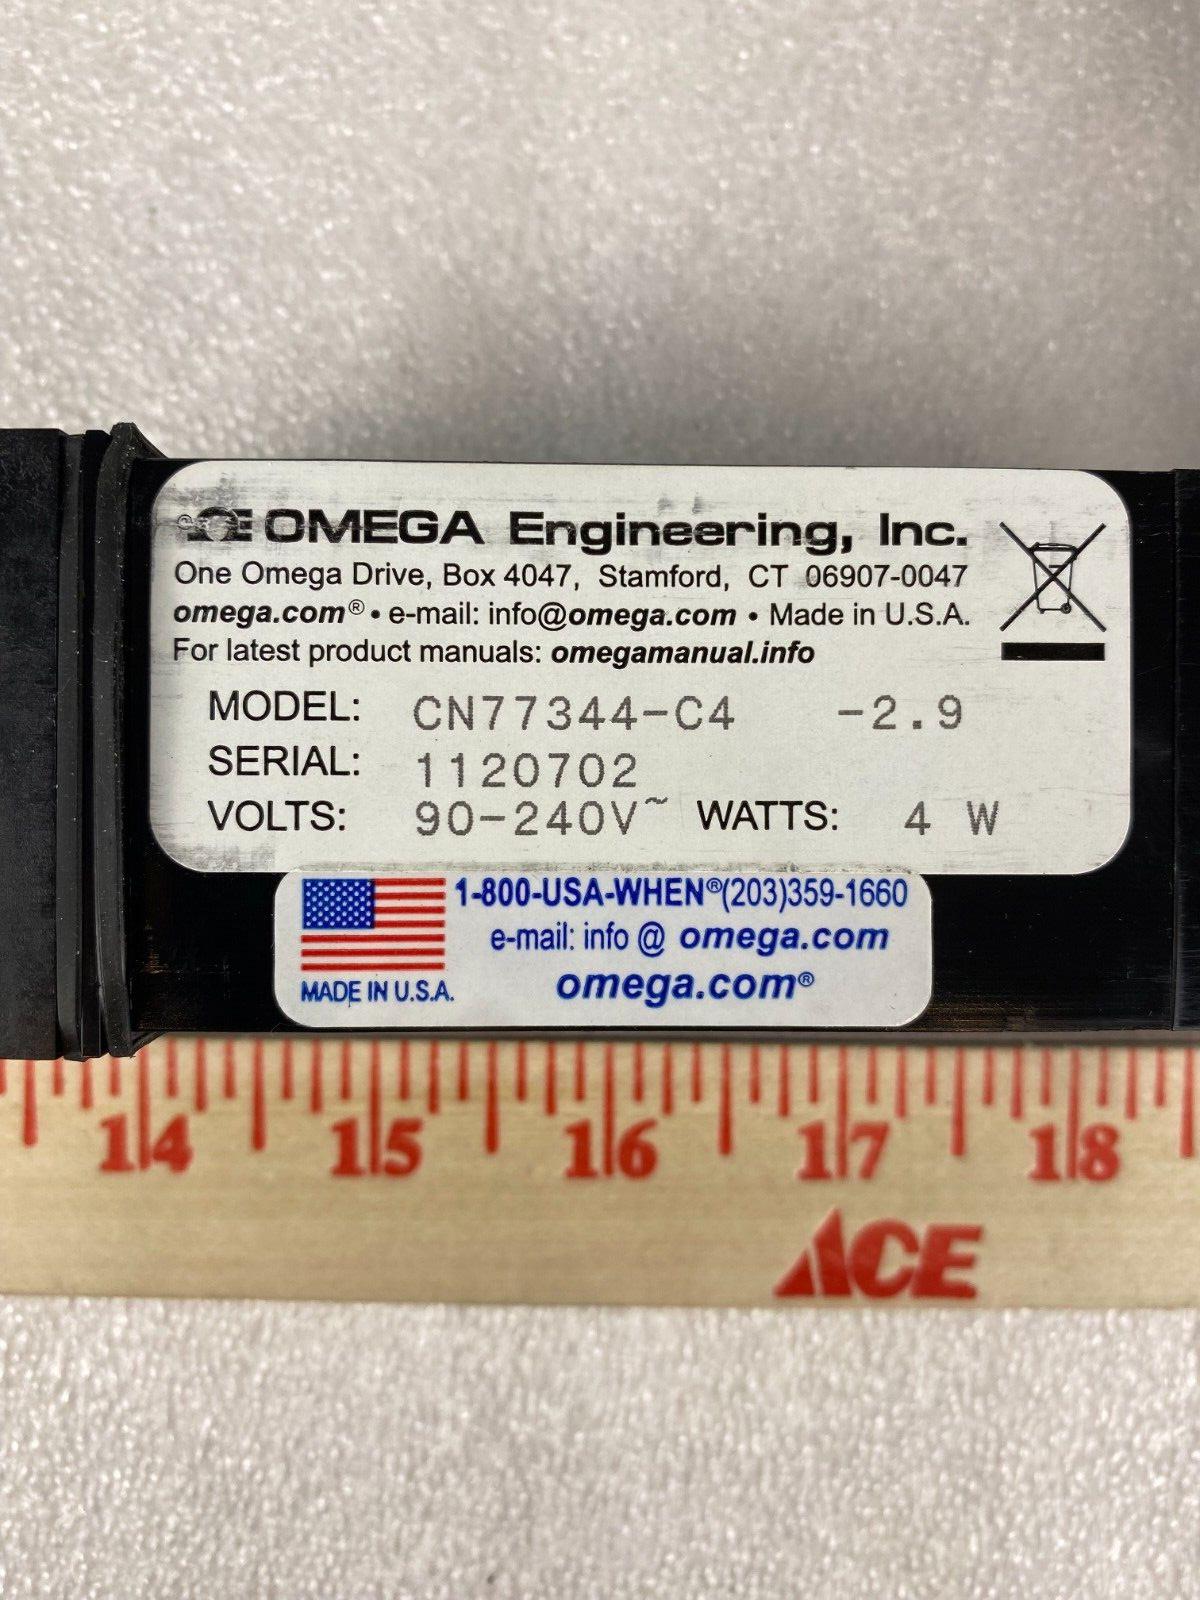 OMEGA Engineering, Inc.
One Omega Drive, Box 4047, Stamford, CT 06907-0047
omega.com® • e-mail: info@omega.com • Made in U.S.A.
For latest product manuals: omegamanual.info
MODEL: CN77344-C4 -2.9
SERIAL: 1120702
VOLTS: 90-240V~ WATTS: 4 W
1-800-USA-WHEN® (203)359-1660
e-mail: info @ omega.com
omega.com®
MADE IN U.S.A.
14 15 16 17 18
ACE